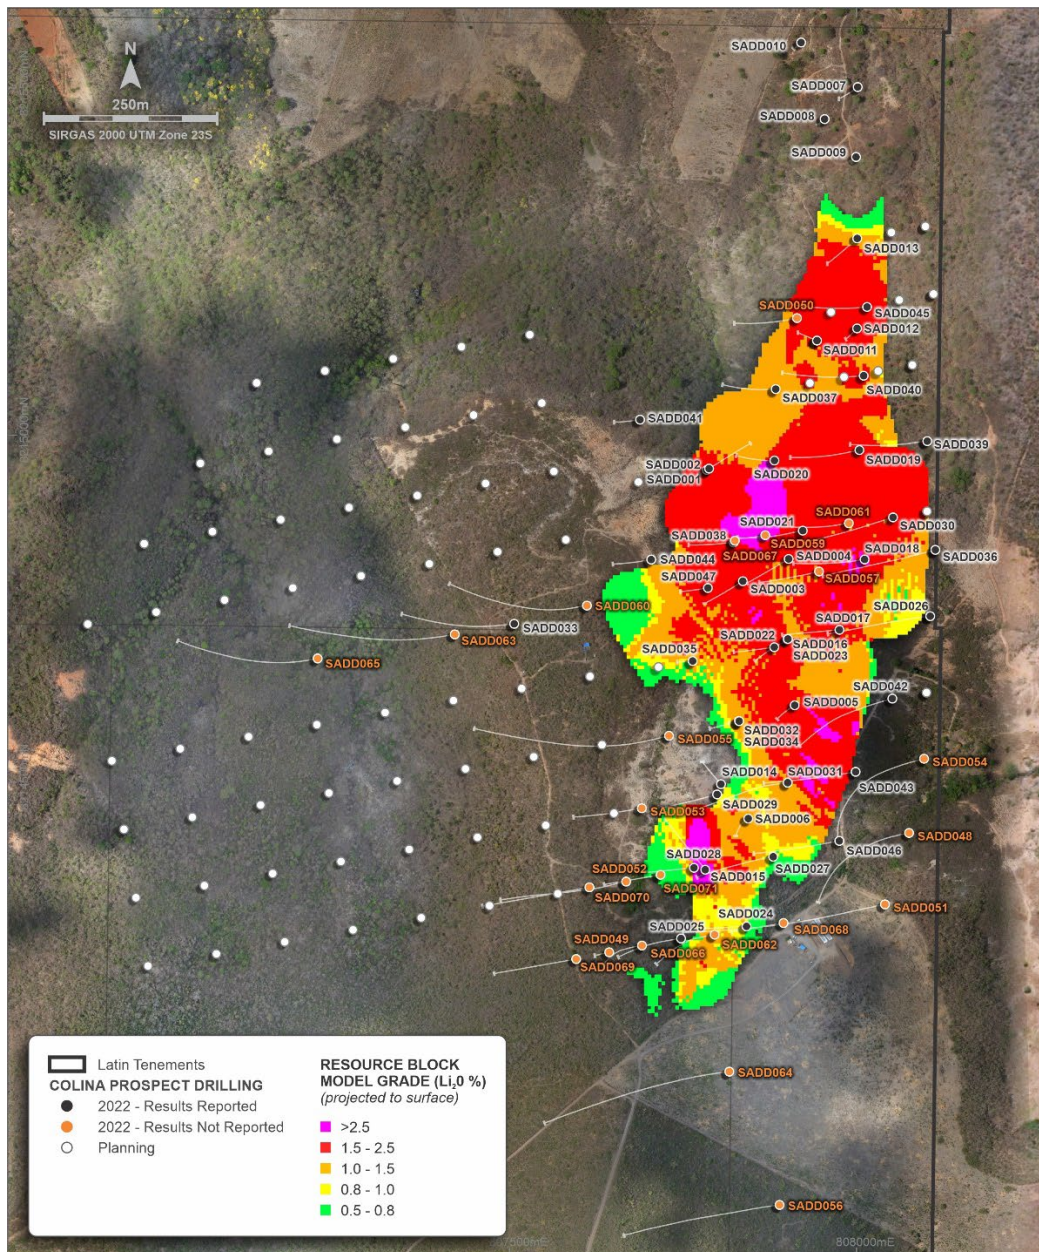 SADD010
N
SADD007
250m
SADD008
SIRGAS 2000 UTM Zone 23S
SADD009
SADD013
SADD050
SADD045
SADD012
SADD011
SADD040
SADD037
SADD041
SADD039
SADD019
SADD002
SADD020
SADD001
SADD061
SADD021
SADD030
SADD038
SADD059
SADD067
SADD018
SADD004
SADD036
SADD044
SADD057
SADD047
SADD003
SADD060
SADD026
SADD017
SADD033
SADD063
SADD022
SADD016
SADD023
SADD035
SADD065
SADD042
SADD005
SADD032
SADD055
SADD034
SADD054
SADD014
SADD031
SADD043
SADD029
SADD053
SADD006
SADD048
SADD046
SADD028
SADD027
SADD052
SADD015
SADD071
SADD070
SADD051
SADD024
SADD025
SADD068
SADD049
SADD062
SADD066
SADD069
SADD064
SADD056
Latin Tenements
COLINA PROSPECT DRILLING
2022 - Results Reported
2022 - Results Not Reported
Planning
RESOURCE BLOCK
MODEL GRADE (Li₂0 %)
(projected to surface)
>2.5
1.5 - 2.5
1.0 - 1.5
0.8 - 1.0
0.5 - 0.8
808000mE